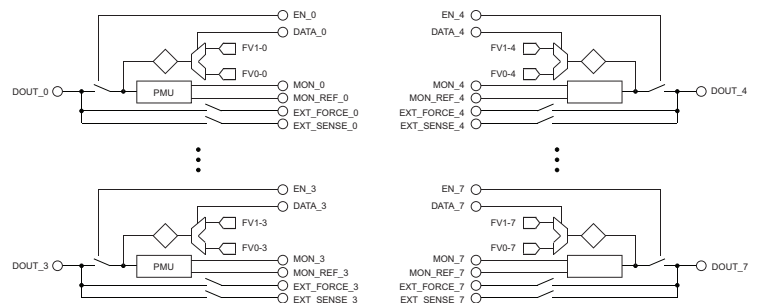 EN_0
DATA_0
FV1-0
FV0-0
MON_0
DOUT_0
PMU
MON_REF_0
EXT_FORCE_0
EXT_SENSE_0
EN_4
DATA_4
FV1-4
FV0-4
MON_4
DOUT_4
MON_REF_4
EXT_FORCE_4
EXT_SENSE_4
EN_3
DATA_3
FV1-3
FV0-3
MON_3
DOUT_3
PMU
MON_REF_3
EXT_FORCE_3
EXT_SENSE_3
EN_7
DATA_7
FV1-7
FV0-7
MON_7
DOUT_7
MON_REF_7
EXT_FORCE_7
EXT_SENSE_7